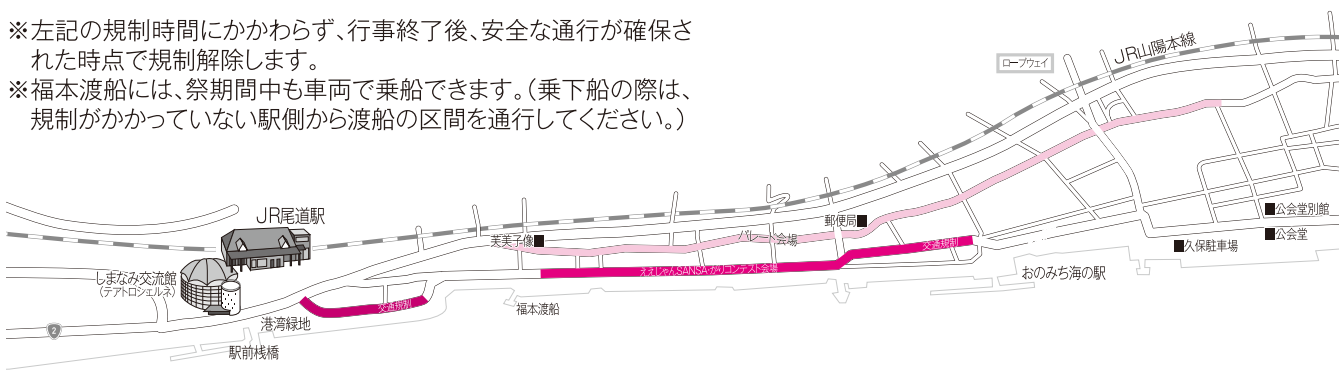 ※左記の規制時間にかかわらず、行事終了後、安全な通行が確保さ
れた時点で規制解除します。
※福本渡船には、祭期間中も車両で乗船できます。（乗下船の際は、
規制がかかっていない駅側から渡船の区間を通行してください。）
ロープウェイ
JR山陽本線
JR尾道駅
しまなみ交流館
（テアトロシェルネ）
2
港湾緑地
駅前桟橋
交通規制
芙美子像
福本渡船
ええじゃんSANSA・がりコンテスト会場
パレード会場
郵便局
交通規制
おのみち海の駅
久保駐車場
公会堂別館
公会堂